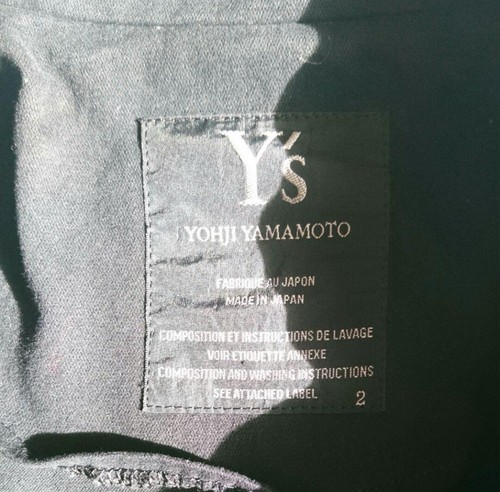 Y's
YOHJI YAMAMOTO
FABRIQUE AU JAPON
MADE IN JAPAN
COMPOSITION ET INSTRUCTIONS DE LAVAGE
VOIR ETIQUETTE ANNEXE
COMPOSITION AND WASHING INSTRUCTIONS
SEE ATTACHED LABEL 2